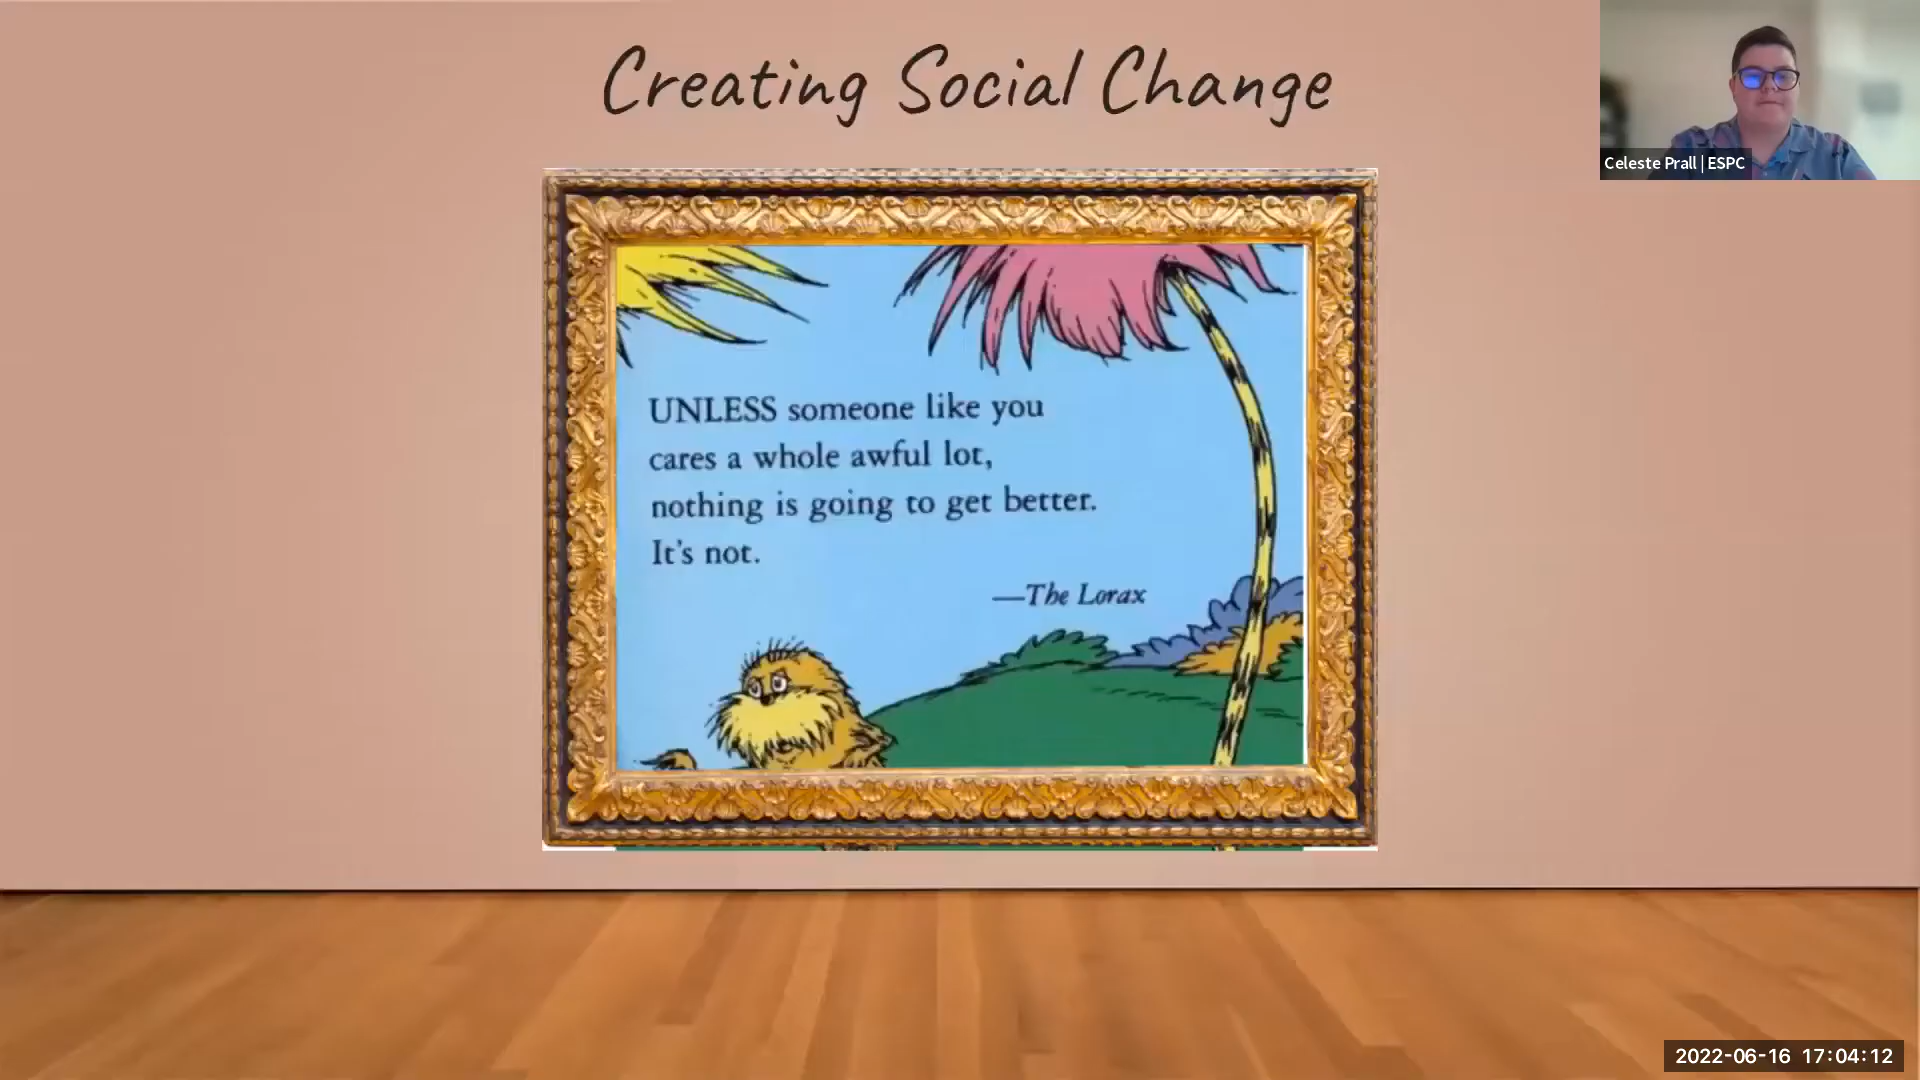 Creating Social Change
Celeste Prall | ESPC
UNLESS someone like you
cares a whole awful lot,
nothing is going to get better.
It's not.
—The Lorax
2022-06-16 17:04:12